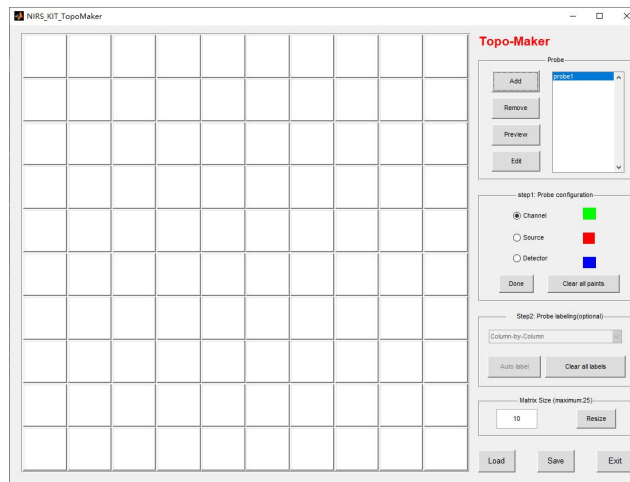 NIRS_KIT_TopoMaker
Topo-Maker
Probe
Add
probe1
Remove
Preview
Edit
step1: Probe configuration
Channel
Source
Detector
Done
Clear all paints
Step2: Probe labeling(optional)
Column-by-Column
Auto label
Clear all labels
Matrix Size (maximum:25)
10
Resize
Load
Save
Exit